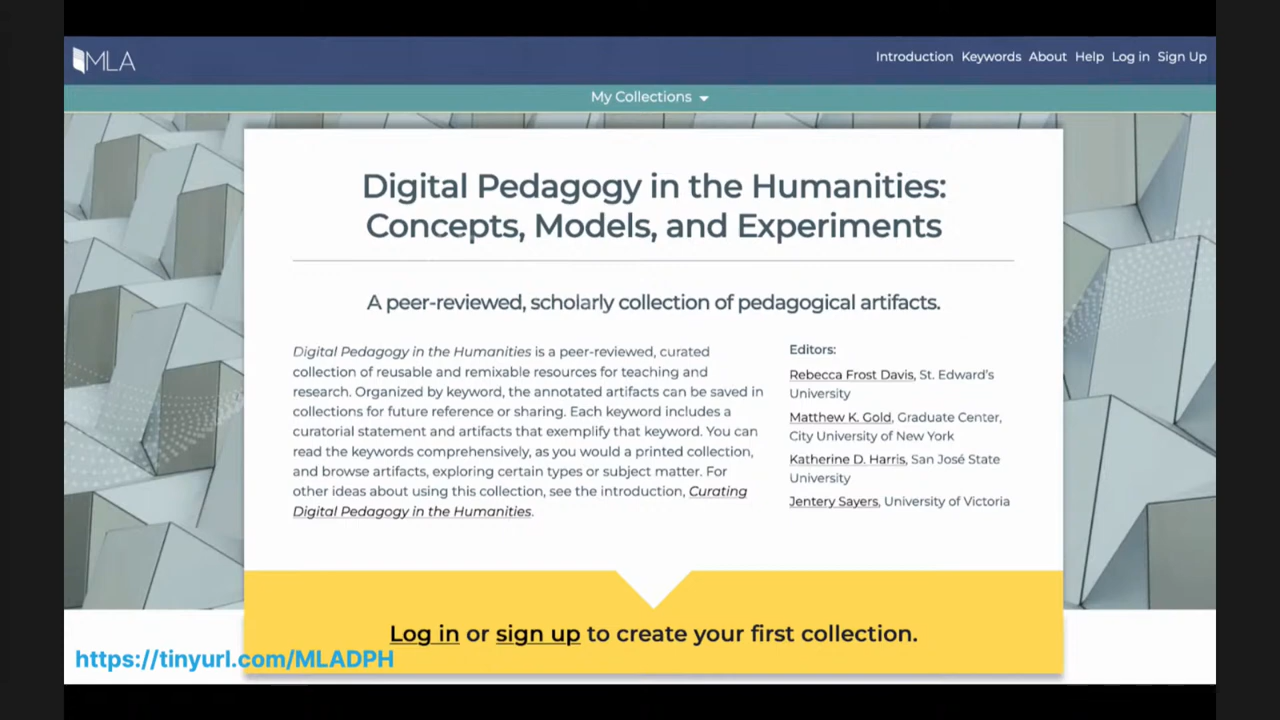 MLA
Introduction Keywords About Help Log in Sign Up
My Collections
Digital Pedagogy in the Humanities:
Concepts, Models, and Experiments
A peer-reviewed, scholarly collection of pedagogical artifacts.
Digital Pedagogy in the Humanities is a peer-reviewed, curated
collection of reusable and remixable resources for teaching and
research. Organized by keyword, the annotated artifacts can be saved in
collections for future reference or sharing. Each keyword includes a
curatorial statement and artifacts that exemplify that keyword. You can
read the keywords comprehensively, as you would a printed collection,
and browse artifacts, exploring certain types or subject matter. For
other ideas about using this collection, see the introduction, Curating
Digital Pedagogy in the Humanities.
Editors:
Rebecca Frost Davis, St. Edward's
University
Matthew K. Gold, Graduate Center,
City University of New York
Katherine D. Harris, San José State
University
Jentery Sayers, University of Victoria
Log in or sign up to create your first collection.
https://tinyurl.com/MLADPH